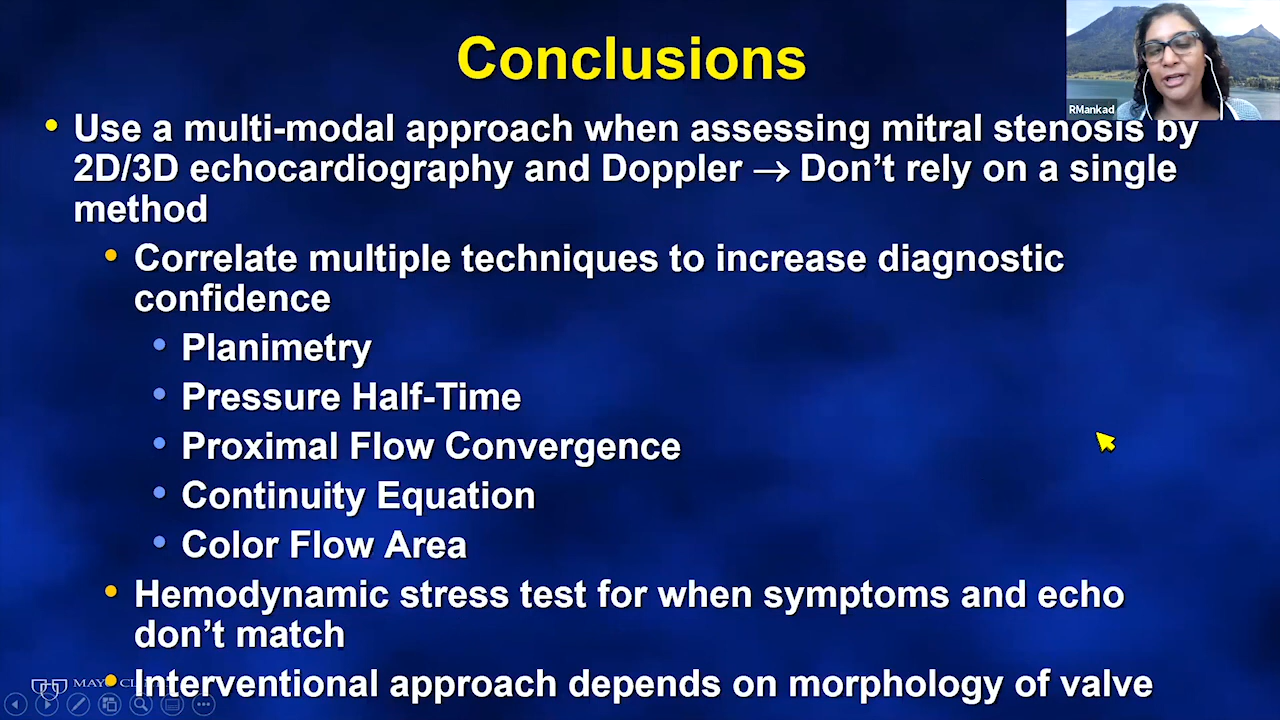 Conclusions
RMankad
• Use a multi-modal approach when assessing mitral stenosis by
2D/3D echocardiography and Doppler → Don’t rely on a single
method
• Correlate multiple techniques to increase diagnostic
confidence
• Planimetry
• Pressure Half-Time
• Proximal Flow Convergence
• Continuity Equation
• Color Flow Area
• Hemodynamic stress test for when symptoms and echo
don’t match
• Interventional approach depends on morphology of valve